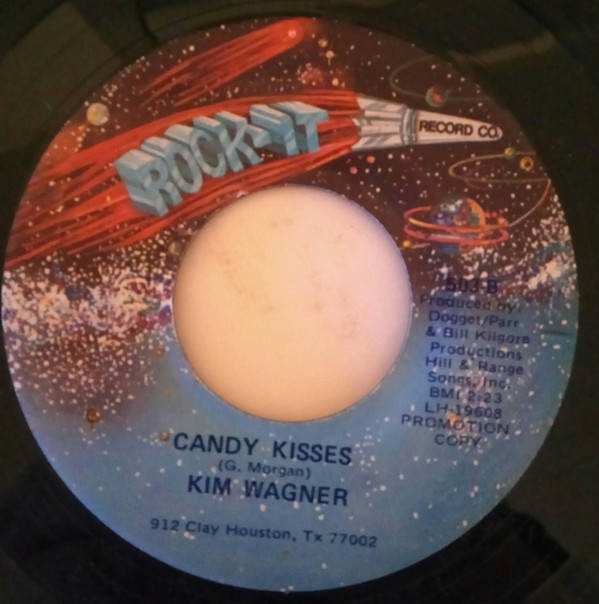 ROCK-IT
RECORD CO.
503-B
Produced by:
Dogget/Parr
& Bill Kilgore
Productions
Hill & Range
Songs, Inc.
BMI 2:23
LH-19608
PROMOTION
COPY
CANDY KISSES
(G. Morgan)
KIM WAGNER
912 Clay Houston, Tx 77002